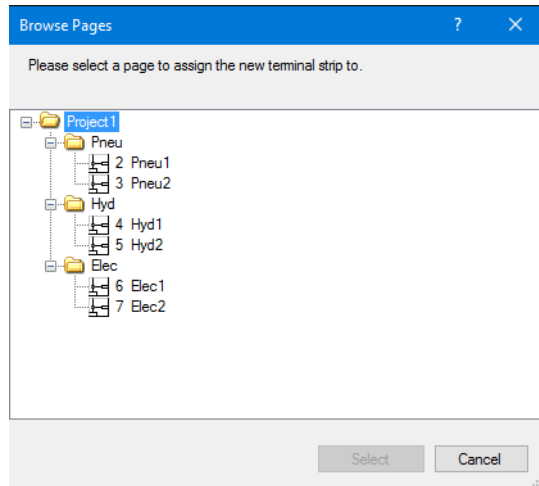 Browse Pages ?
Please select a page to assign the new terminal strip to.
Project1
Pneu
2 Pneu1
3 Pneu2
Hyd
4 Hyd1
5 Hyd2
Elec
6 Elec1
7 Elec2
Select Cancel